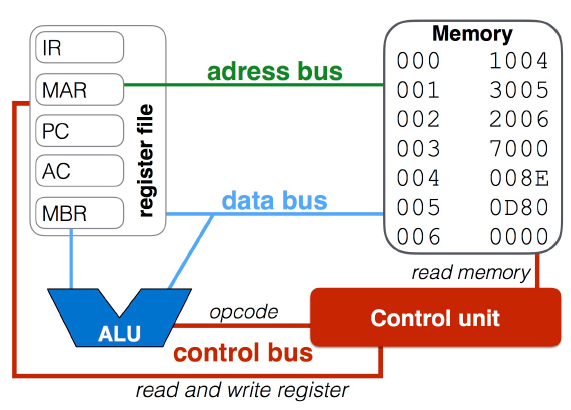 IR
MAR
PC
AC
MBR
register file
adress bus
data bus
Memory
000 1004
001 3005
002 2006
003 7000
004 008E
005 0D80
006 0000
read memory
ALU
opcode
control bus
Control unit
read and write register